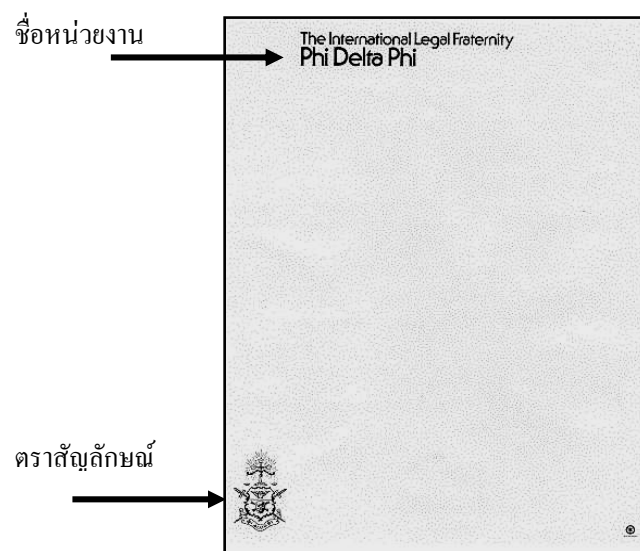 ชื่อหน่วยงาน
The International Legal Fraternity
Phi Delta Phi
ตราสัญลักษณ์